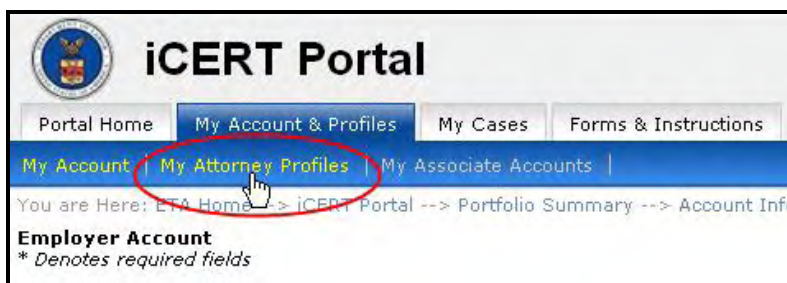 iCERT Portal
Portal Home My Account & Profiles My Cases Forms & Instructions
My Account | My Attorney Profiles | My Associate Accounts |
You are Here: ETA Home --> iCERT Portal --> Portfolio Summary --> Account Inf
Employer Account
* Denotes required fields